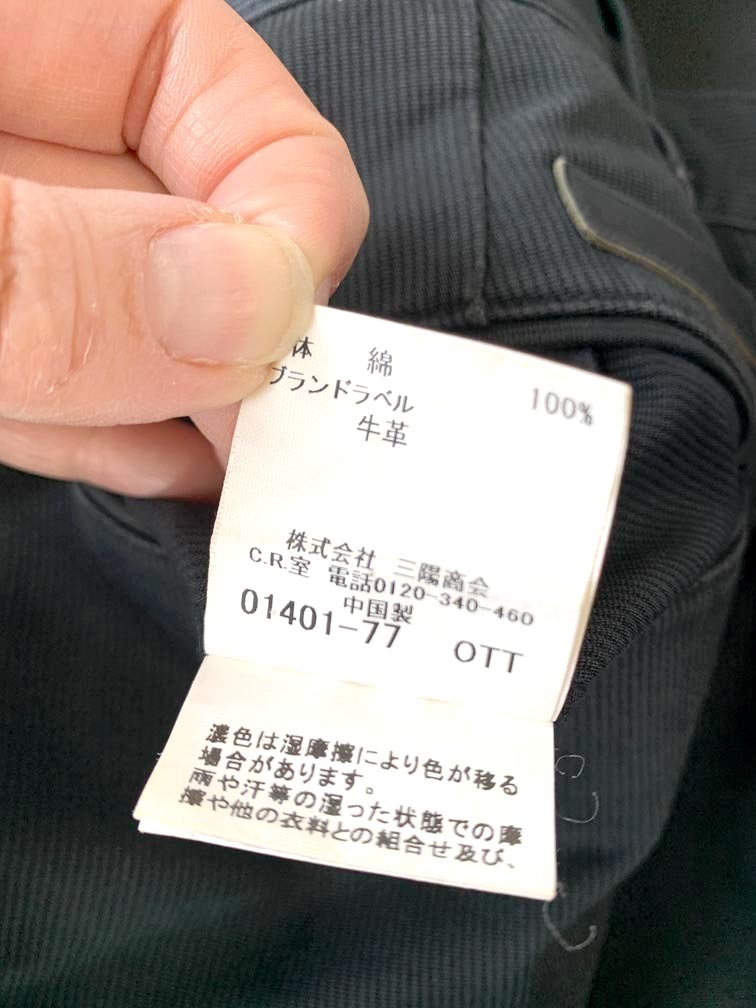 体 綿 100%
ブランドラベル
牛革
株式会社 三陽商会
C.R.室 電話0120-340-460
中国製
01401-77 OTT
濃色は湿摩擦により色が移る
場合があります。
雨や汗等の湿った状態での摩
擦や他の衣料との組合せ及び、